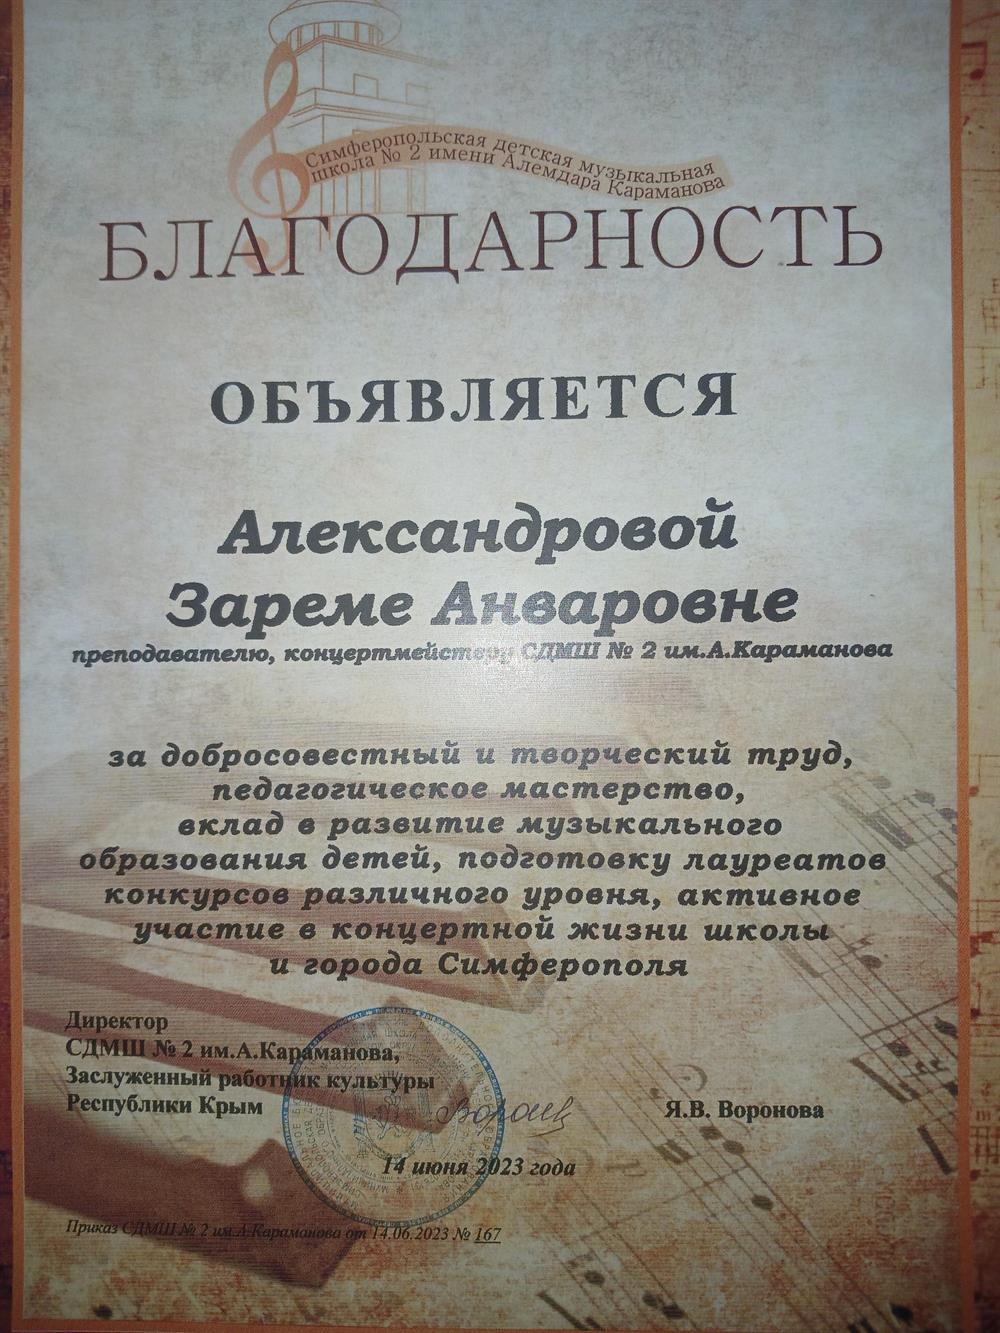 Симферопольская детская музыкальная
школа № 2 имени Алемдара Караманова
БЛАГОДАРНОСТЬ
ОБЪЯВЛЯЕТСЯ
Александровой
Зареме Анваровне
преподавателю, концертмейстеру СДМШ № 2 им.А.Караманова
за добросовестный и творческий труд,
педагогическое мастерство,
вклад в развитие музыкального
образования детей, подготовку лауреатов
конкурсов различного уровня, активное
участие в концертной жизни школы
и города Симферополя
Директор
СДМШ № 2 им.А.Караманова,
Заслуженный работник культуры
Республики Крым
Я.В. Воронова
14 июня 2023 года
Приказ СДМШ № 2 им.А.Караманова от 14.06.2023 № 167